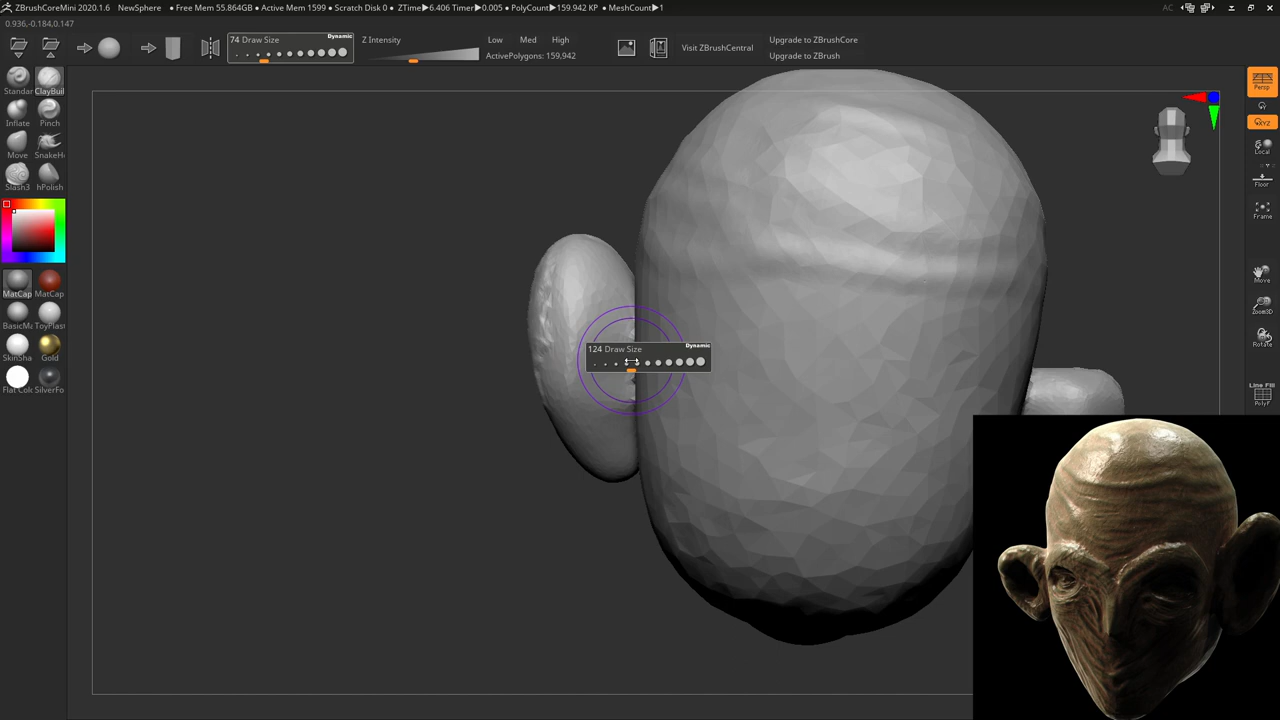 ZBrushCoreMini 2020.1.6 NewSphere • Free Mem 55.864GB • Active Mem 1599 • Scratch Disk 0 • ZTime▶6.406 Timer▶0.005 • PolyCount▶159.942 KP • MeshCount▶1 AC
0.936,-0.184,0.147
74 Draw Size Dynamic
Z Intensity
Low Med High
ActivePolygons: 159,942
Visit ZBrushCentral
Upgrade to ZBrushCore
Upgrade to ZBrush
Standar ClayBuil
Inflate Pinch
Move SnakeH
Slash3 hPolish
MatCap MatCap
BasicMa ToyPlast
SkinSha Gold
Flat Colo SilverFo
124 Draw Size Dynamic
Persp
XYZ
Local
Floor
Frame
Move
Zoom3D
Rotate
Line Fill
PolyF